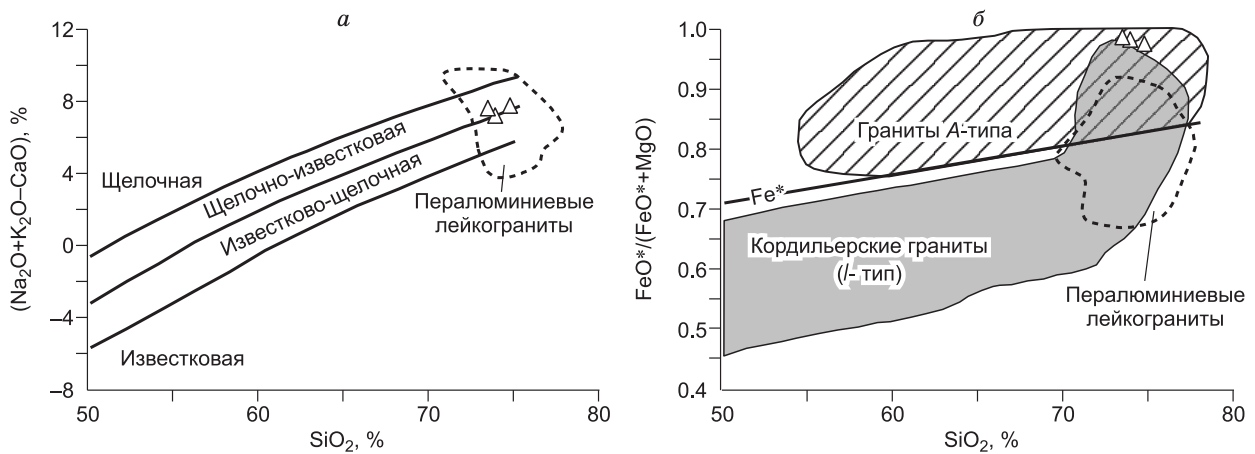 а
12
8
4
0
–4
–8
(Na₂O+K₂O–CaO), %
Щелочная
Щелочно-известковая
Известково-щелочная
Известковая
Пералюминиевые
лейкограниты
50
60
70
80
SiO₂, %
б
1.0
0.9
0.8
0.7
0.6
0.5
0.4
FeO*/(FeO*+MgO)
Граниты А-типа
Fe*
Кордильерские граниты
(I- тип)
Пералюминиевые
лейкограниты
50
60
70
80
SiO₂, %